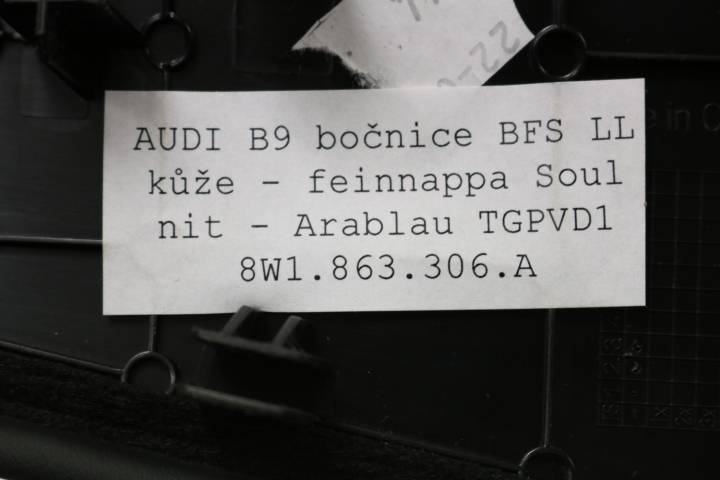 AUDI B9 bočnice BFS LL
kůže - feinnappa Soul
nit - Arablau TGPVD1
8W1.863.306.A